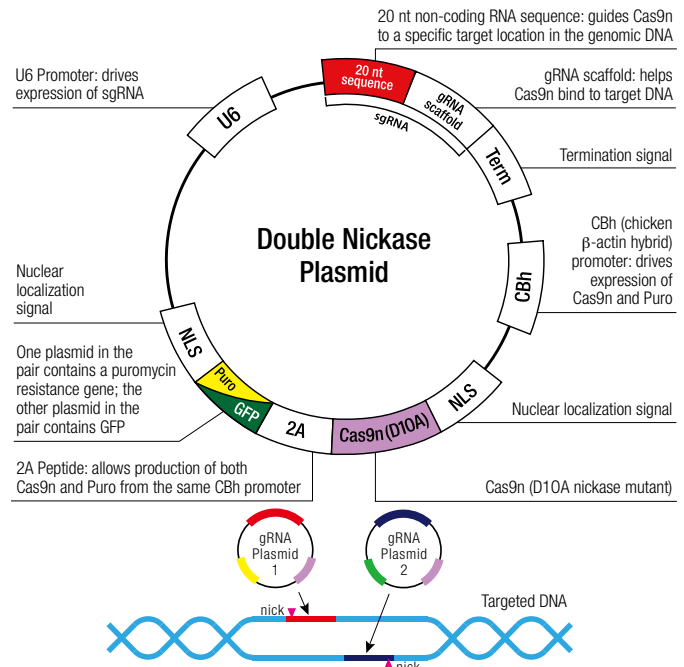 20 nt non-coding RNA sequence: guides Cas9n
to a specific target location in the genomic DNA
U6 Promoter: drives
expression of sgRNA
gRNA scaffold: helps
Cas9n bind to target DNA
20 nt
sequence
gRNA
scaffold
sgRNA
U6
Term
Termination signal
Double Nickase
Plasmid
CBh (chicken
β-actin hybrid)
promoter: drives
expression of
Cas9n and Puro
CBh
Nuclear
localization
signal
NLS
One plasmid in the
pair contains a puromycin
resistance gene; the
other plasmid in the
pair contains GFP
Puro
GFP
2A
Cas9n (D10A)
NLS
Nuclear localization signal
2A Peptide: allows production of both
Cas9n and Puro from the same CBh promoter
Cas9n (D10A nickase mutant)
gRNA
Plasmid
1
gRNA
Plasmid
2
Targeted DNA
nick
nick